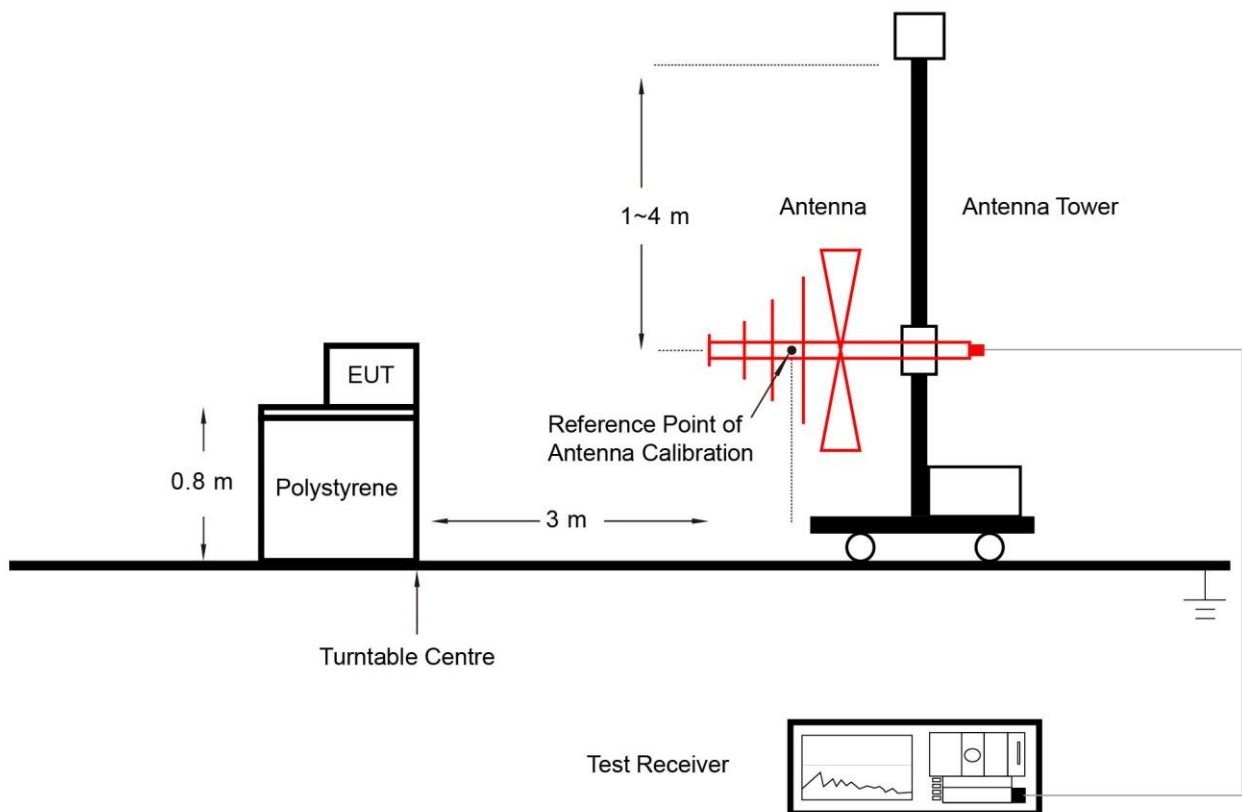 1~4 m
Antenna
Antenna Tower
EUT
Reference Point of
Antenna Calibration
0.8 m
Polystyrene
3 m
Turntable Centre
Test Receiver